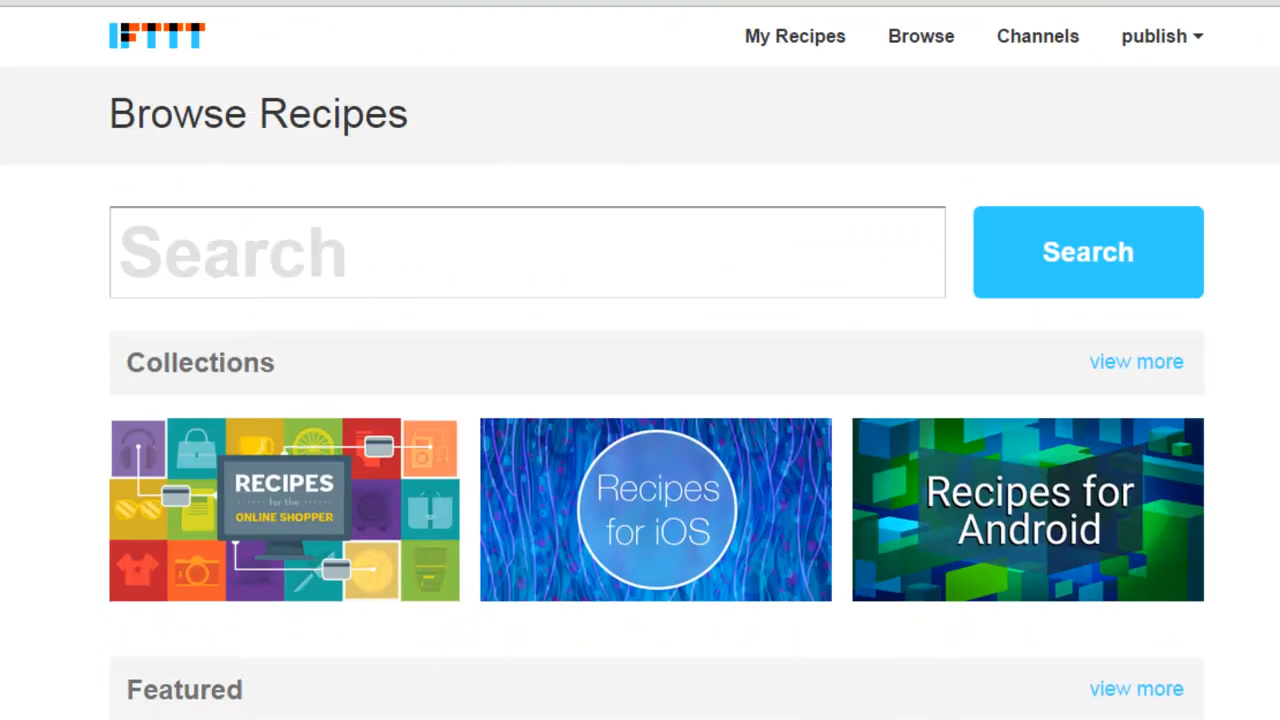 IFTTT
My Recipes
Browse
Channels
publish
Browse Recipes
Search
Search
Collections
view more
RECIPES
for the
ONLINE SHOPPER
Recipes
for iOS
Recipes for
Android
Featured
view more